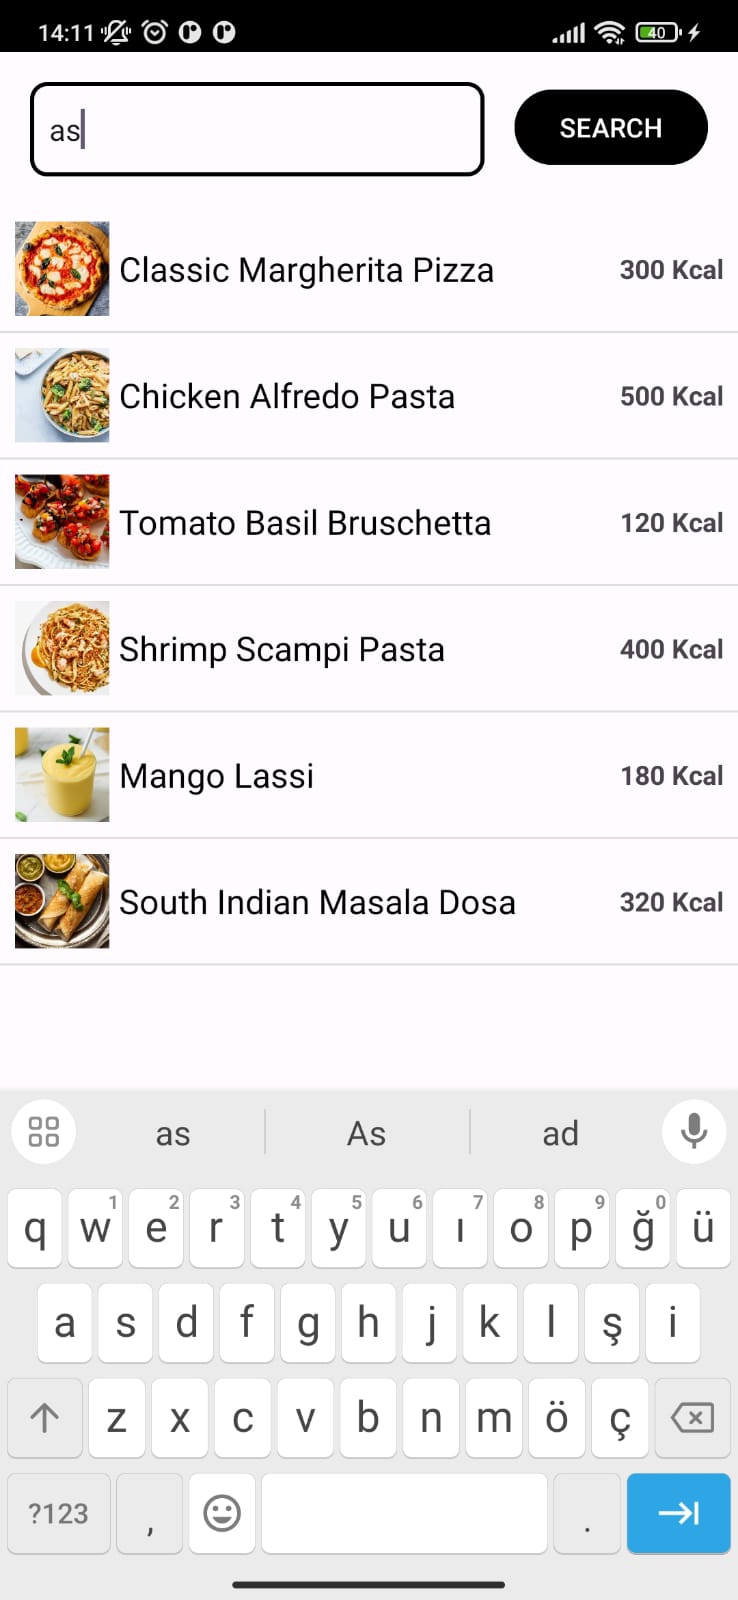 14:11 40
as SEARCH
Classic Margherita Pizza 300 Kcal
Chicken Alfredo Pasta 500 Kcal
Tomato Basil Bruschetta 120 Kcal
Shrimp Scampi Pasta 400 Kcal
Mango Lassi 180 Kcal
South Indian Masala Dosa 320 Kcal
as As ad
1 2 3 4 5 6 7 8 9 0
q w e r t y u ı o p ğ ü
a s d f g h j k l ş i
z x c v b n m ö ç
?123 , .